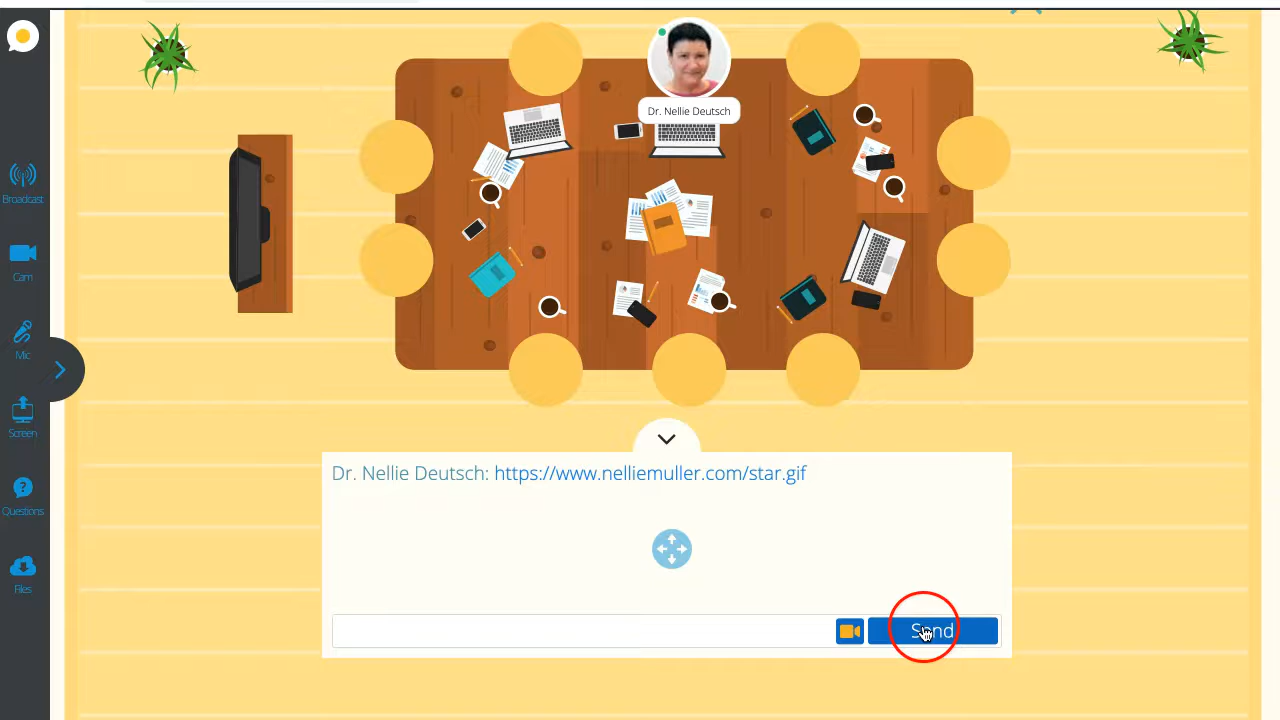 Dr. Nellie Deutsch
Broadcast
Cam
Mic
Screen
Questions
Files
Dr. Nellie Deutsch: https://www.nelliemuller.com/star.gif
Send